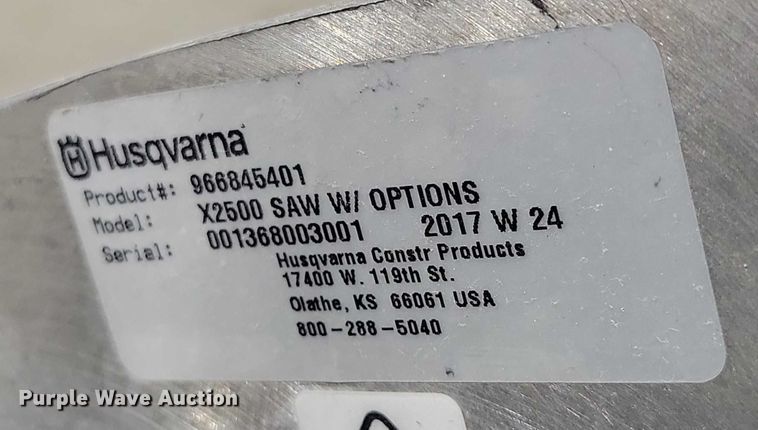 Husqvarna
Product#: 966845401
Model: X2500 SAW W/ OPTIONS
Serial: 001368003001 2017 W 24
Husqvarna Constr Products
17400 W. 119th St.
Olathe, KS 66061 USA
800-288-5040
Purple Wave Auction